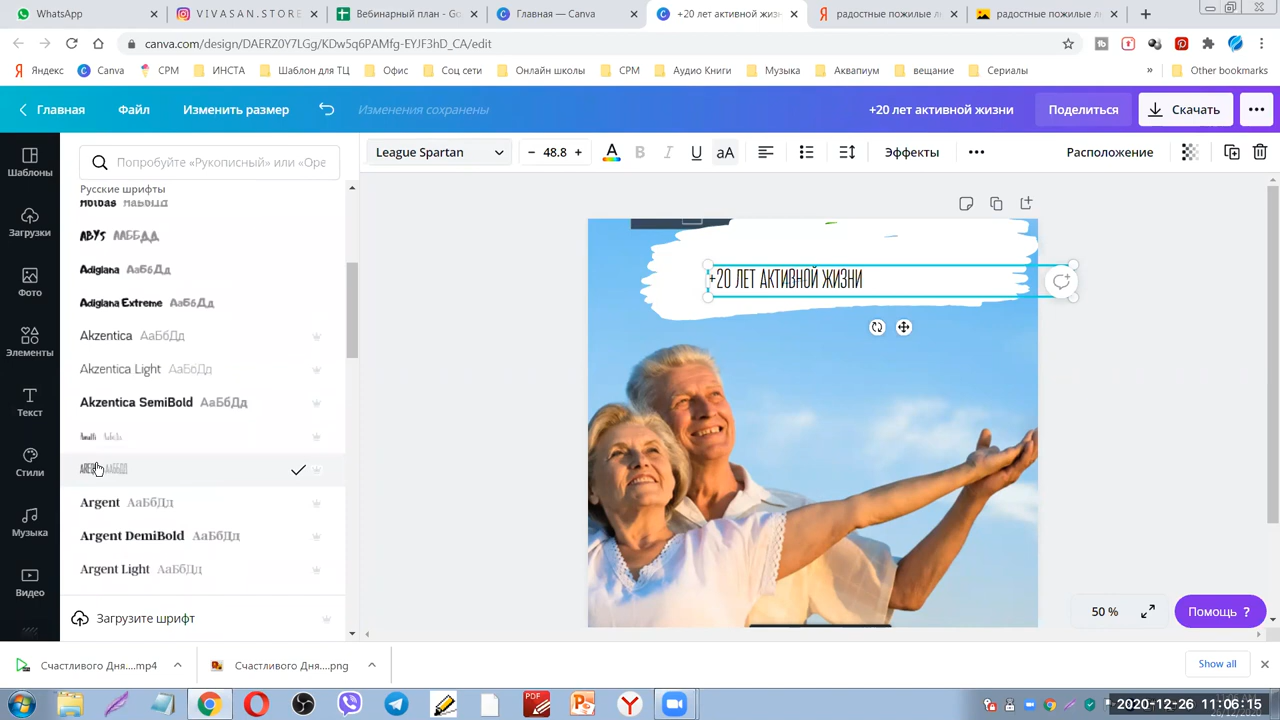 WhatsApp
V I V A S A N _ S T O R E
Вебинарный план - Go
Главная — Canva
+20 лет активной жизн
радостные пожилые л
радостные пожилые
canva.com/design/DAERZ0Y7LGg/KDw5q6PAMfg-EYJF3hD_CA/edit
Яндекс
Canva
СРМ
ИНСТА
Шаблон для ТЦ
Офис
Соц сети
Онлайн школы
СРМ
Аудио Книги
Музыка
Аквапиум
вещание
Сериалы
»
Other bookmarks
Главная
Файл
Изменить размер
Изменения сохранены
+20 лет активной жизни
Поделиться
Скачать
Попробуйте «Рукописный» или «Оре
League Spartan
– 48.8 +
A
B
I
U
aA
Эффекты
Расположение
Шаблоны
Загрузки
Фото
Элементы
Текст
Стили
Музыка
Видео
Русские шрифты
ABYS ААББДД
Adigiana АаБбДд
Adigiana Extreme АаБбДд
Akzentica АаБбДд
Akzentica Light АаБбДд
Akzentica SemiBold АаБбДд
Argent АаБбДд
Argent DemiBold АаБбДд
Argent Light АаБбДд
Загрузите шрифт
+20 ЛЕТ АКТИВНОЙ ЖИЗНИ
50 %
Помощь ?
Счастливого Дня....mp4
Счастливого Дня....png
Show all
2020-12-26 11:06:15